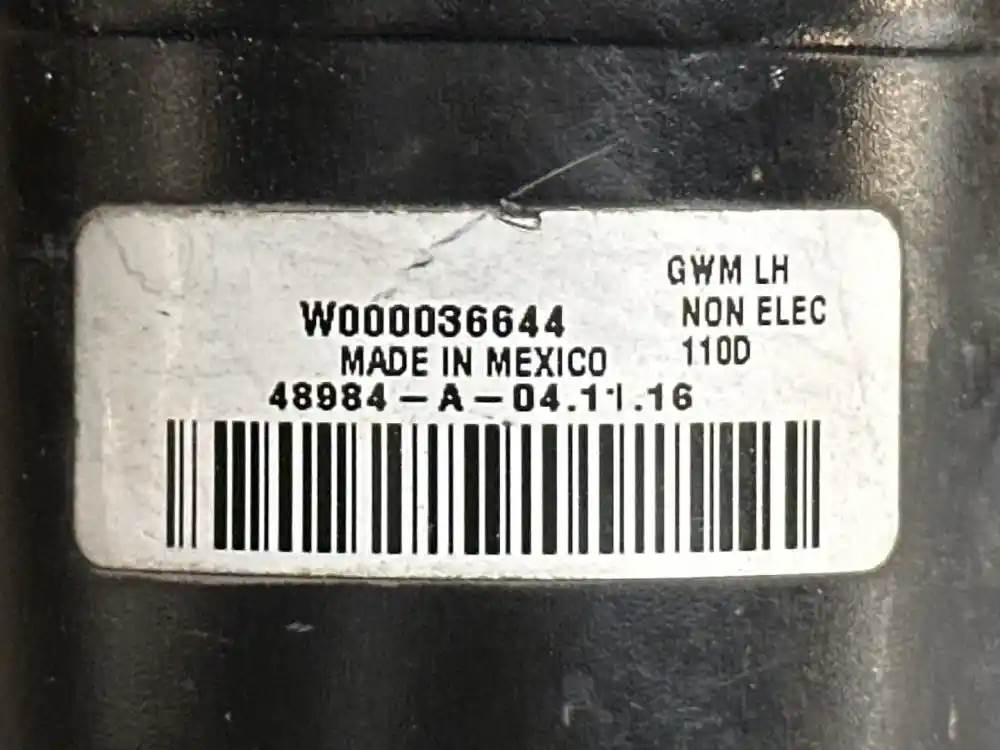 GWM LH
NON ELEC
110D
W000036644
MADE IN MEXICO
48984-A-04.11.16